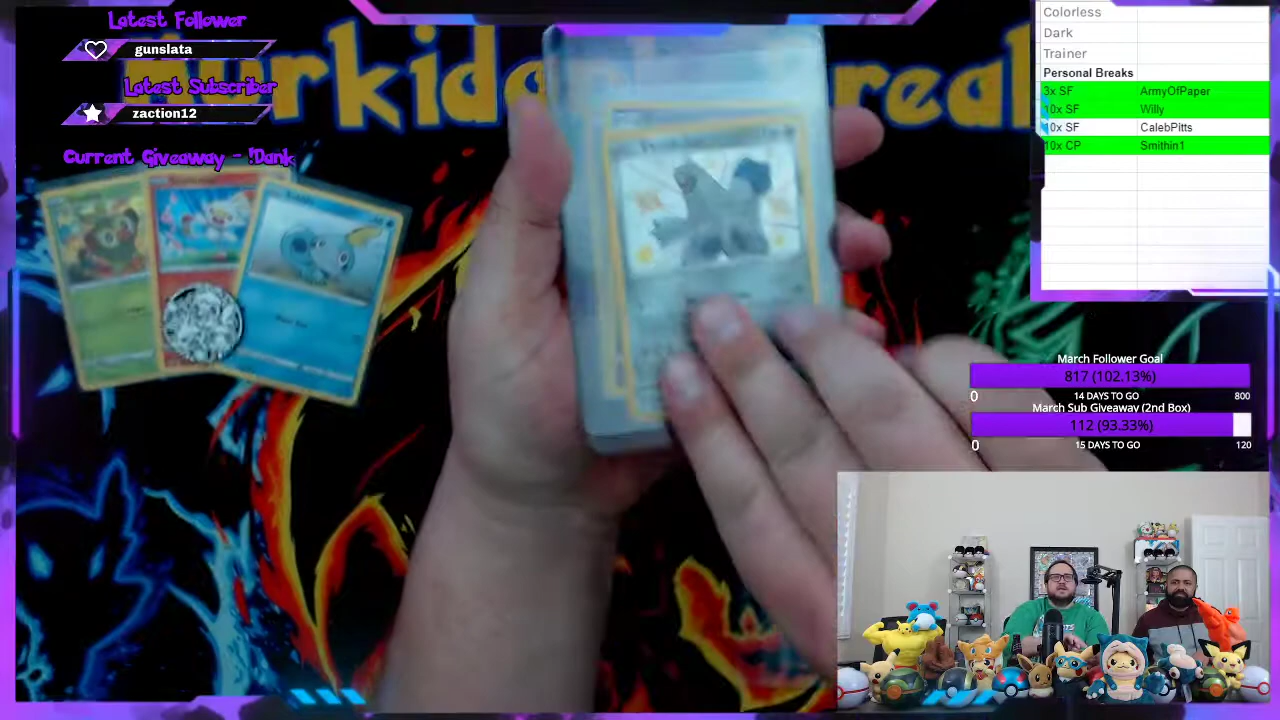 Latest Follower
gunslata
Latest Subscriber
zaction12
Current Giveaway - !Dank
Colorless
Dark
Trainer
Personal Breaks
3x SF ArmyOfPaper
10x SF Willy
10x SF CalebPitts
10x CP Smithin1
March Follower Goal
817 (102.13%)
0 14 DAYS TO GO 800
March Sub Giveaway (2nd Box)
112 (93.33%)
0 15 DAYS TO GO 120